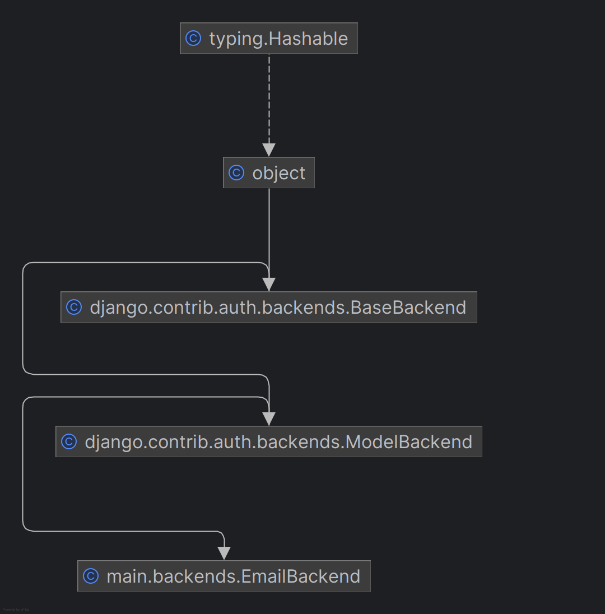 typing.Hashable
object
django.contrib.auth.backends.BaseBackend
django.contrib.auth.backends.ModelBackend
main.backends.EmailBackend